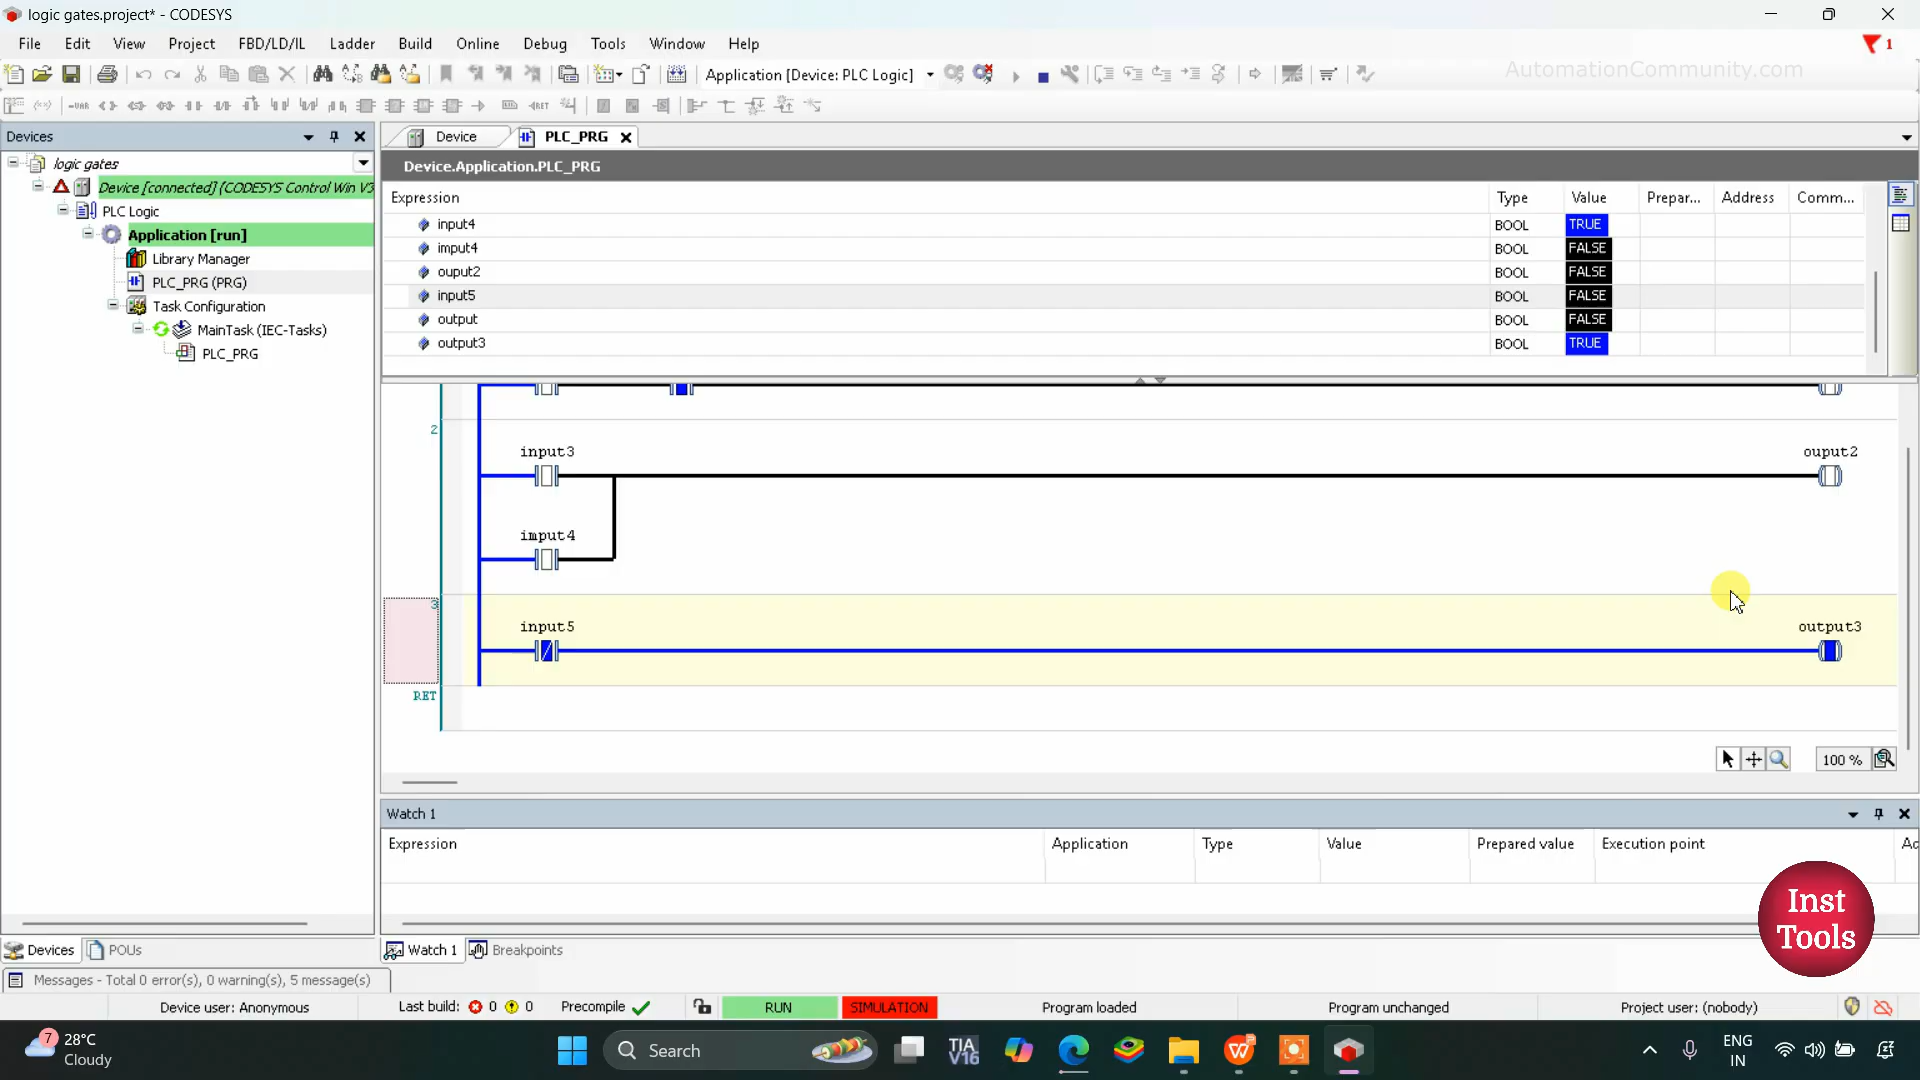 logic gates.project* - CODESYS
File Edit View Project FBD/LD/IL Ladder Build Online Debug Tools Window Help
1
Application [Device: PLC Logic]
AutomationCommunity.com
Devices
Device PLC_PRG
logic gates
Device [connected] (CODESYS Control Win V3
PLC Logic
Application [run]
Library Manager
PLC_PRG (PRG)
Task Configuration
MainTask (IEC-Tasks)
PLC_PRG
Device.Application.PLC_PRG
Expression Type Value Prepar... Address Comm...
input4 BOOL TRUE
imput4 BOOL FALSE
ouput2 BOOL FALSE
input5 BOOL FALSE
output BOOL FALSE
output3 BOOL TRUE
2
input3 ouput2
imput4
3
input5 output3
RET
100 %
Watch 1
Expression Application Type Value Prepared value Execution point Ad
Inst
Tools
Devices POUs
Watch 1 Breakpoints
Messages - Total 0 error(s), 0 warning(s), 5 message(s)
Device user: Anonymous Last build: 0 0 Precompile RUN SIMULATION Program loaded Program unchanged Project user: (nobody)
7 28°C
Cloudy
Search
TIA
V16
ENG
IN